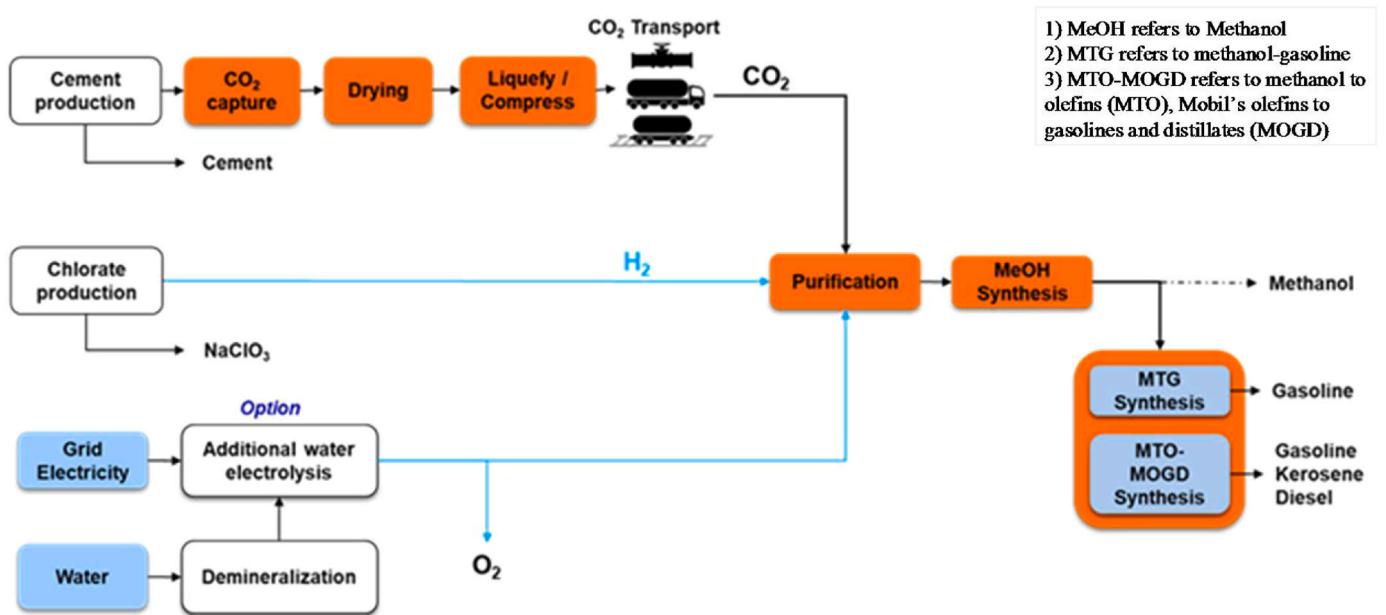 CO₂ Transport
Cement
production
CO₂
capture
Drying
Liquefy /
Compress
CO₂
Cement
1) MeOH refers to Methanol
2) MTG refers to methanol-gasoline
3) MTO-MOGD refers to methanol to
olefins (MTO), Mobil's olefins to
gasolines and distillates (MOGD)
Chlorate
production
H₂
Purification
MeOH
Synthesis
Methanol
NaClO₃
MTG
Synthesis
Gasoline
MTO-
MOGD
Synthesis
Gasoline
Kerosene
Diesel
Option
Grid
Electricity
Additional water
electrolysis
O₂
Water
Demineralization